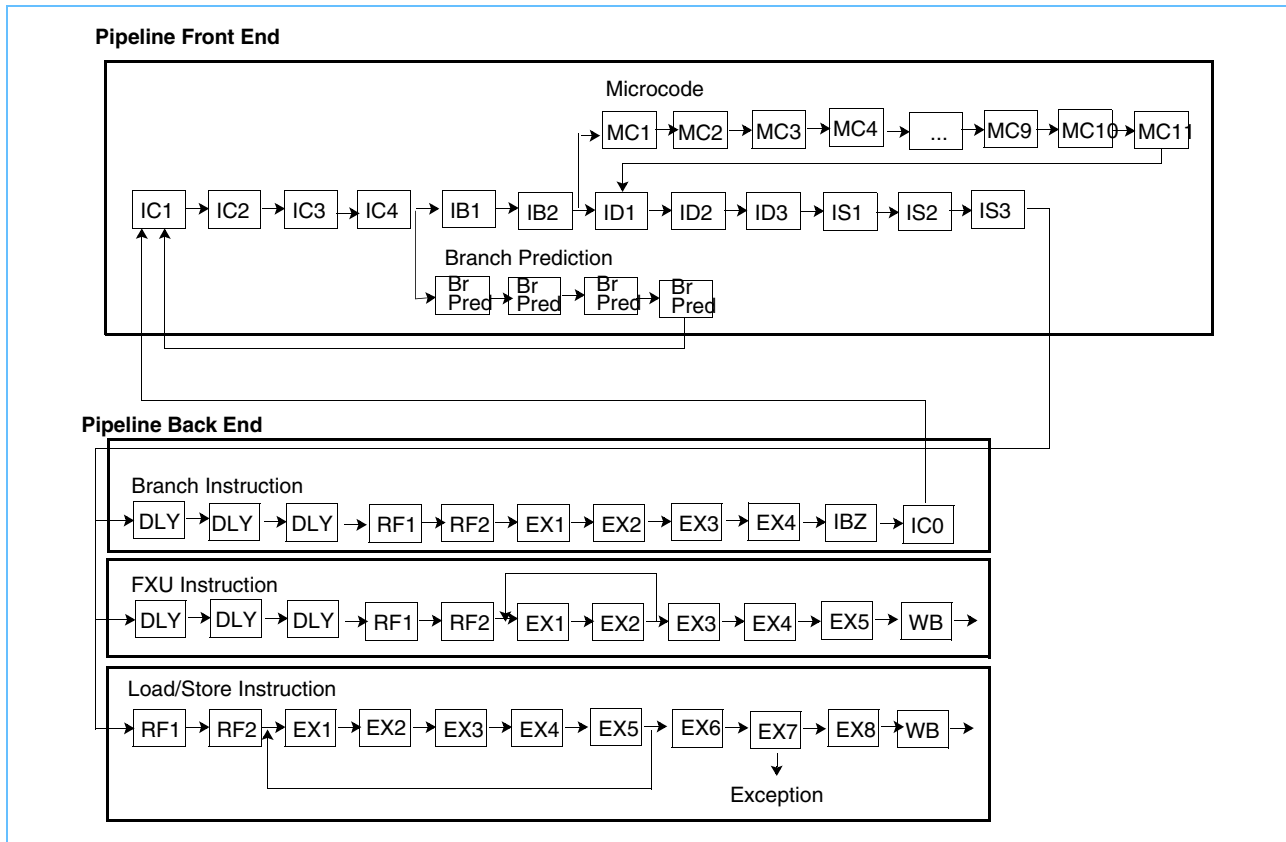 Pipeline Front End
Microcode
MC1 MC2 MC3 MC4 ... MC9 MC10 MC11
IC1 IC2 IC3 IC4 IB1 IB2 ID1 ID2 ID3 IS1 IS2 IS3
Branch Prediction
Br Br Br Br
Pred Pred Pred Pred
Pipeline Back End
Branch Instruction
DLY DLY DLY RF1 RF2 EX1 EX2 EX3 EX4 IBZ IC0
FXU Instruction
DLY DLY DLY RF1 RF2 EX1 EX2 EX3 EX4 EX5 WB
Load/Store Instruction
RF1 RF2 EX1 EX2 EX3 EX4 EX5 EX6 EX7 EX8 WB
Exception